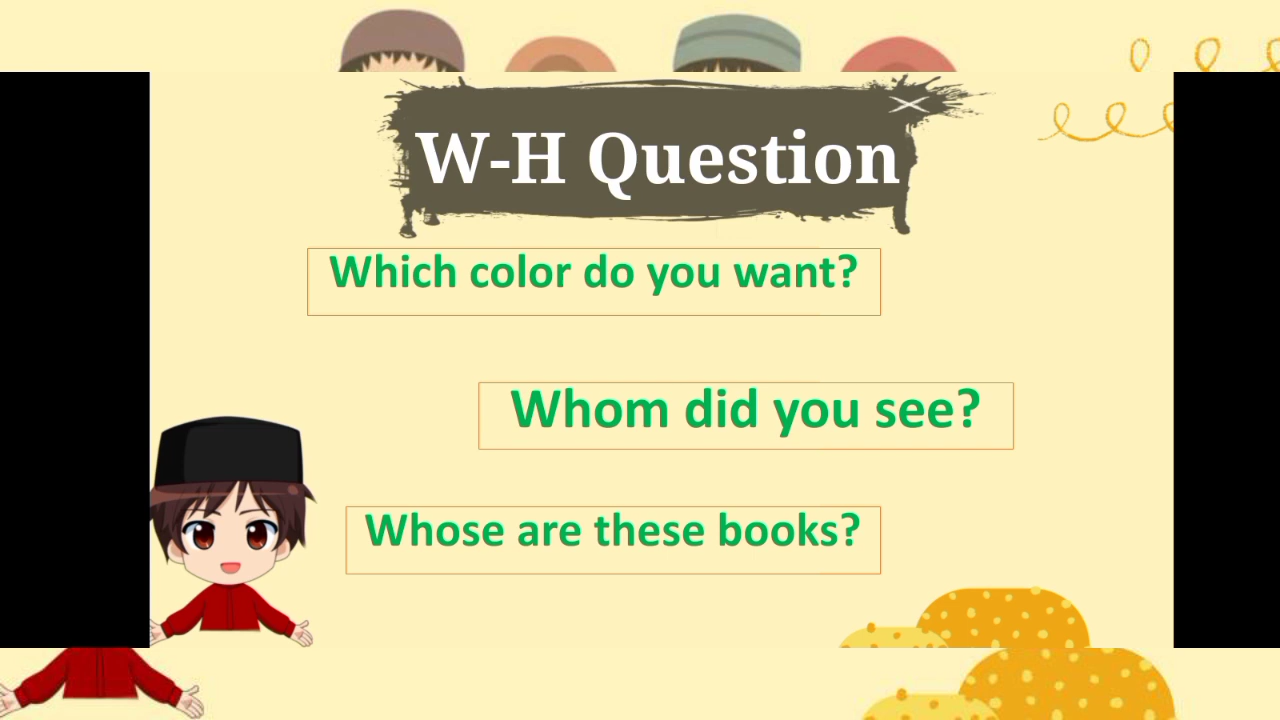 W-H Question
Which color do you want?
Whom did you see?
Whose are these books?